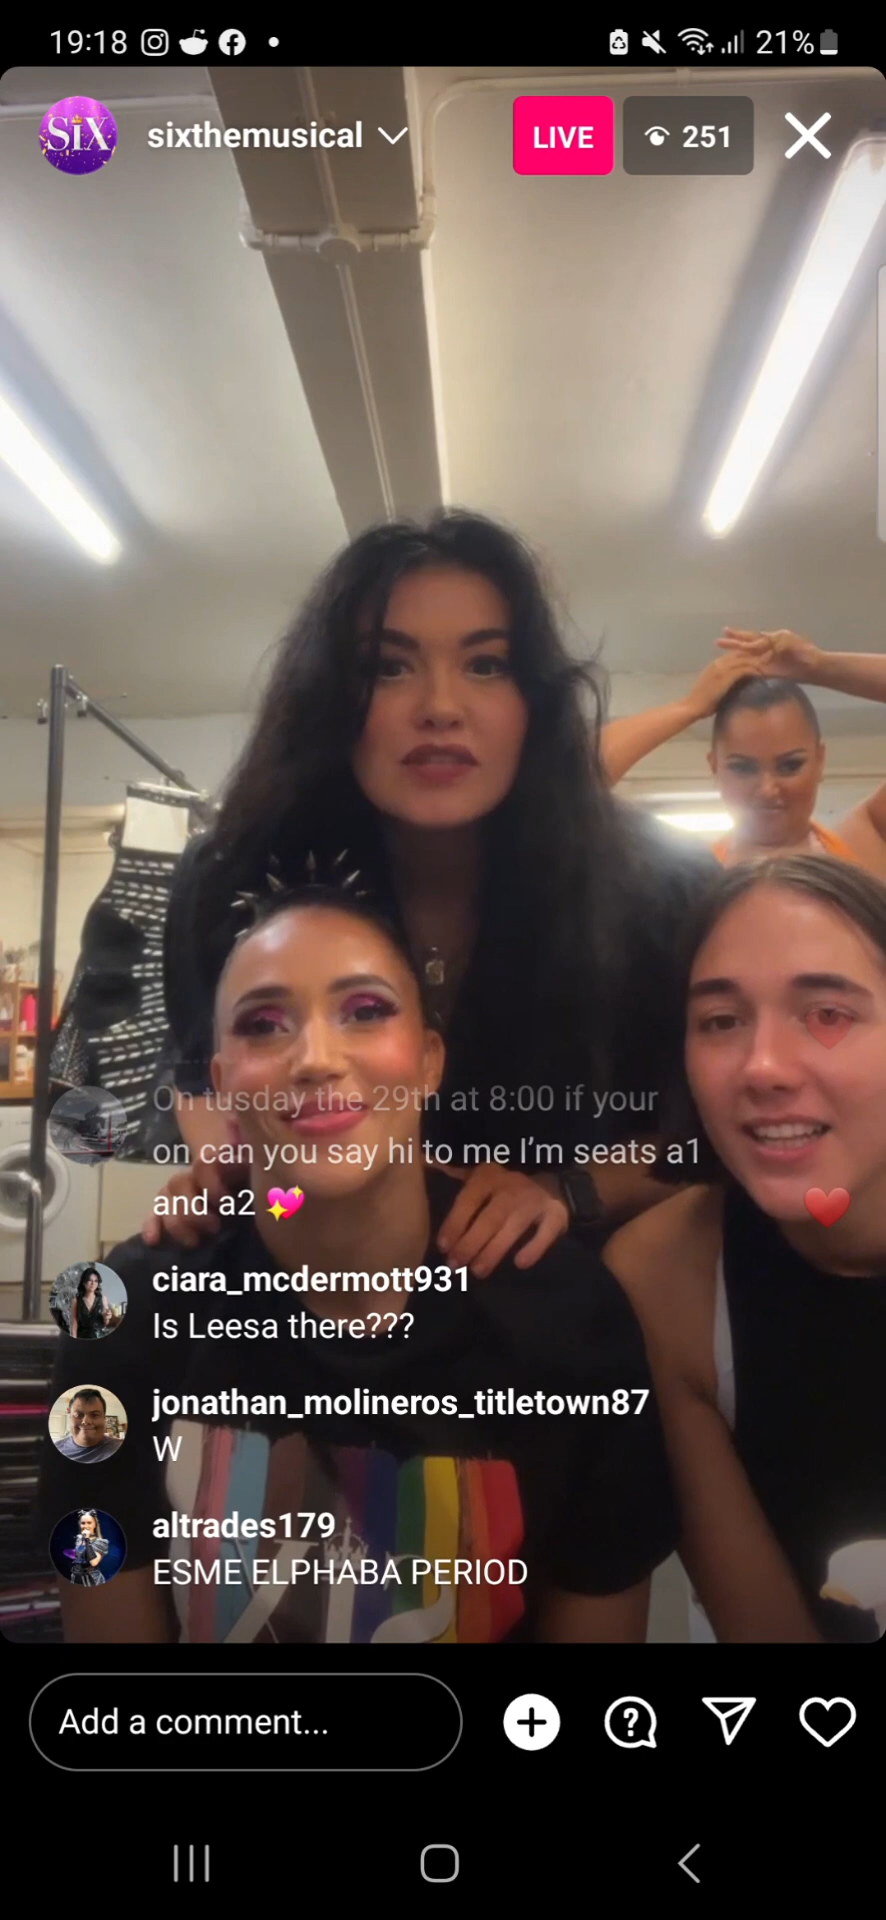 19:18 21%
SiX sixthemusical LIVE 251
On tusday the 29th at 8:00 if your
on can you say hi to me I’m seats a1
and a2 💖
ciara_mcdermott931
Is Leesa there???
jonathan_molineros_titletown87
W
altrades179
ESME ELPHABA PERIOD
Add a comment...